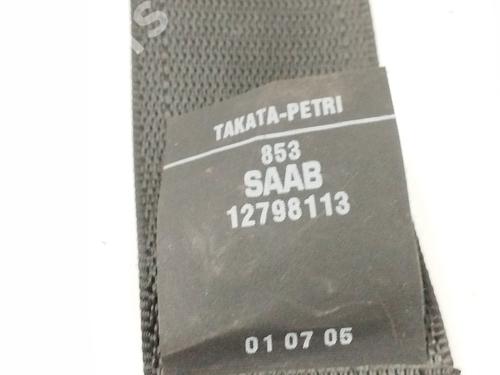 TAKATA-PETRI
853
SAAB
12798113
01 07 05